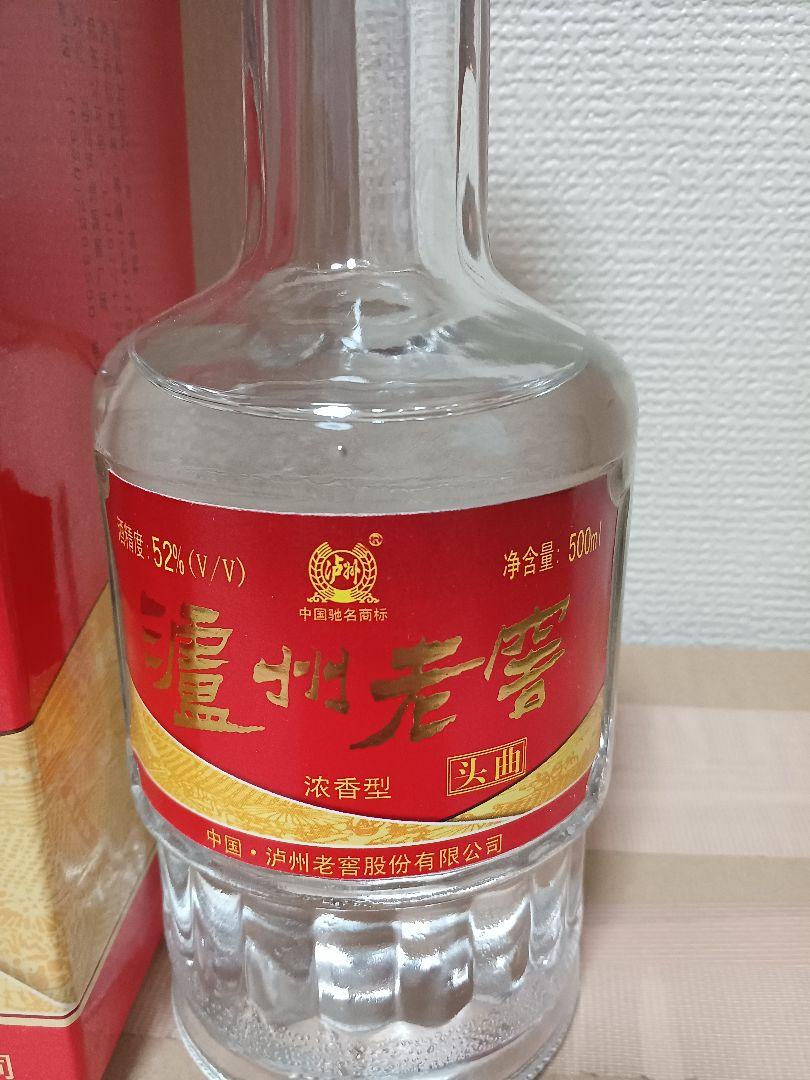 酒精度:52%(V/V)
泸州
®
中国驰名商标
净含量: 500ml
瀘州老窖
浓香型
头曲
中国·泸州老窖股份有限公司
司